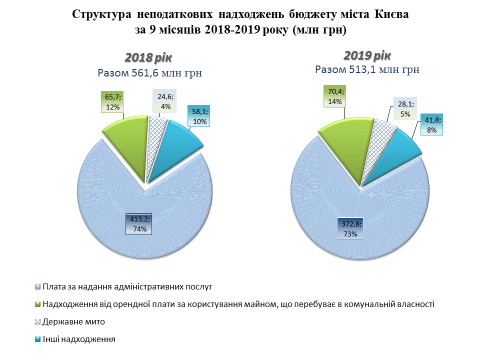 Структура неподаткових надходжень бюджету міста Києва
за 9 місяців 2018-2019 року (млн грн)
2018 рік
Разом 561,6 млн грн
65,7;
12%
24,6;
4%
58,1;
10%
413,2;
74%
2019 рік
Разом 513,1 млн грн
70,4;
14%
28,1;
5%
41,8;
8%
372,8;
73%
Плата за надання адміністративних послуг
Надходження від орендної плати за користування майном, що перебуває в комунальній власності
Державне мито
Інші надходження